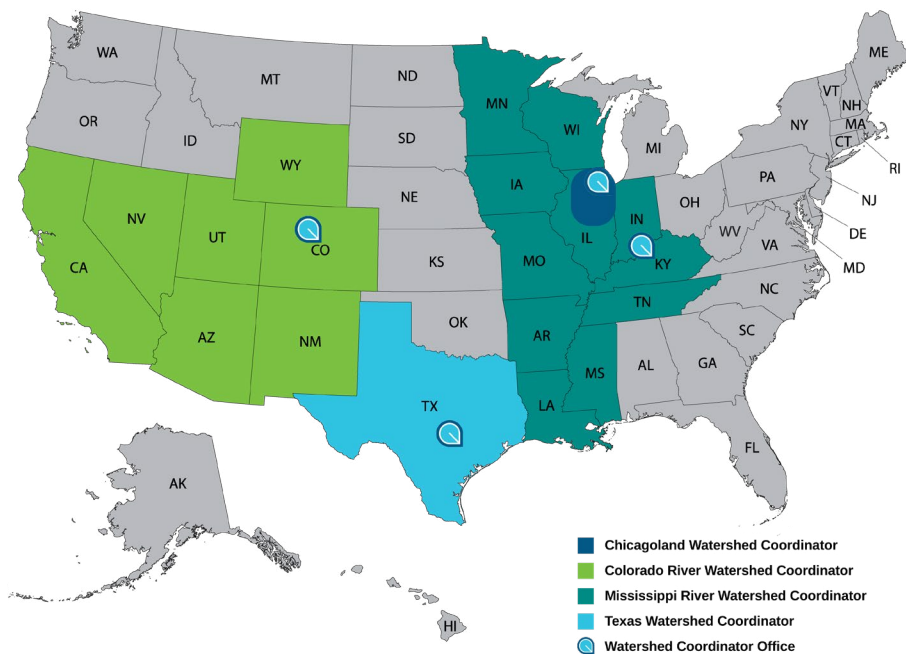 WA
MT
ND
MN
ME
OR
ID
SD
WI
MI
VT
NH
NY
MA
CT
RI
WY
NE
IA
PA
NJ
NV
UT
CO
IL
IN
OH
WV
VA
DE
MD
CA
KS
MO
KY
AZ
NM
OK
AR
TN
NC
SC
TX
LA
MS
AL
GA
FL
AK
HI
Chicagoland Watershed Coordinator
Colorado River Watershed Coordinator
Mississippi River Watershed Coordinator
Texas Watershed Coordinator
Watershed Coordinator Office